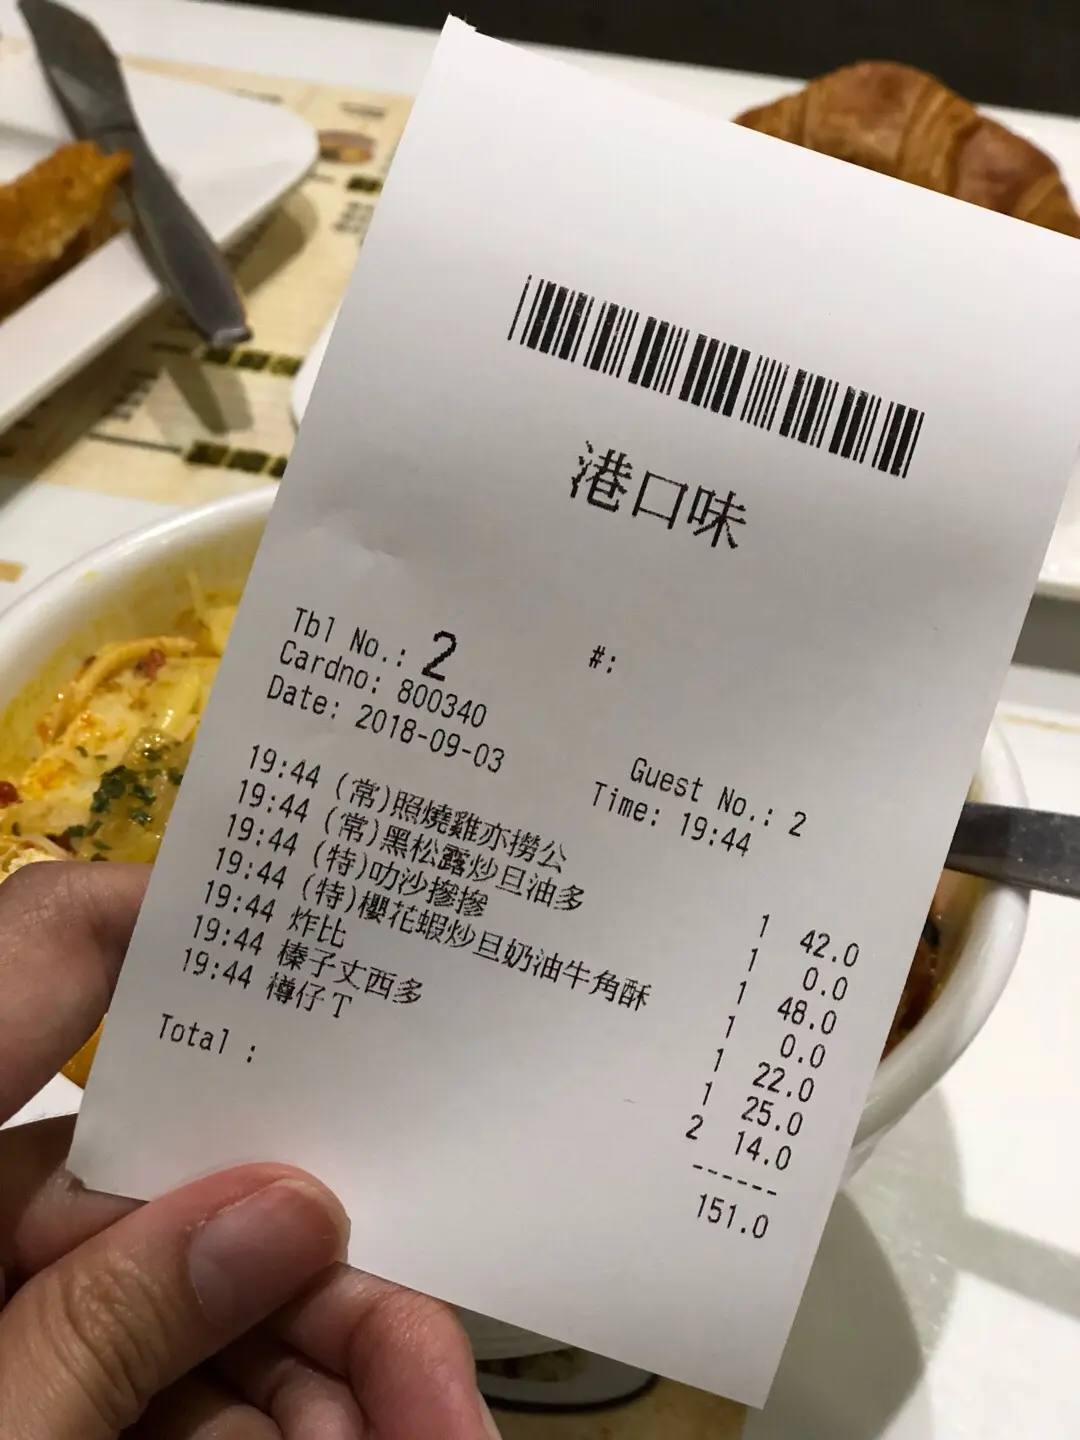 港口味
Tbl No.: 2 #:
Cardno: 800340
Date: 2018-09-03 Guest No.: 2
Time: 19:44
19:44 (常)照燒雞亦撈公 1 42.0
19:44 (常)黑松露炒旦油多 1 0.0
19:44 (特)叻沙摻摻 1 48.0
19:44 (特)櫻花蝦炒旦奶油牛角酥 1 0.0
19:44 炸比 1 22.0
19:44 榛子丈西多 1 25.0
19:44 樽仔T 2 14.0
------
Total : 151.0